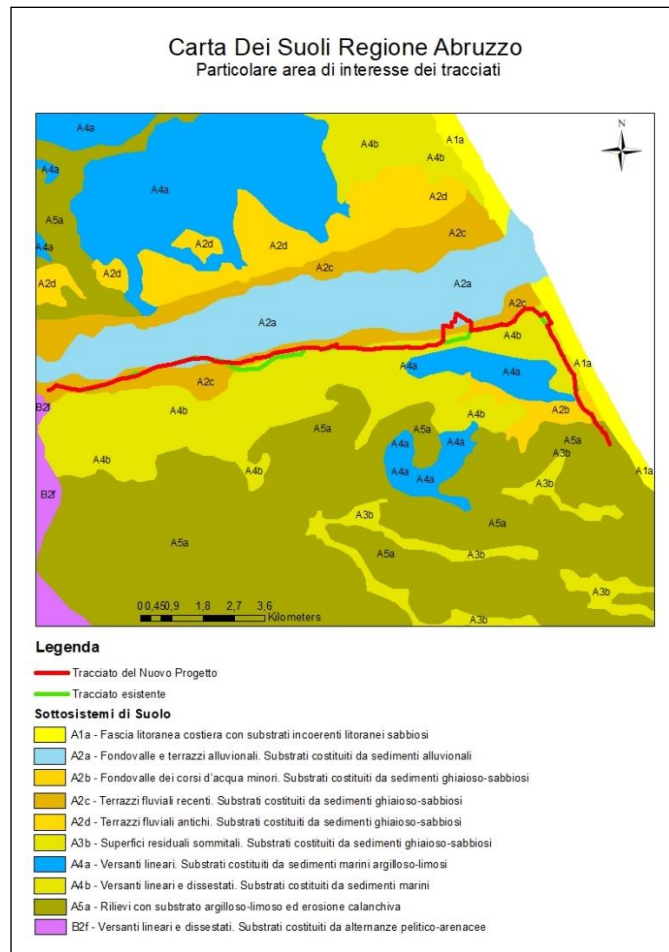 Carta Dei Suoli Regione Abruzzo
Particolare area di interesse dei tracciati
N
A4a
A4b
A1a
A4a
A4b
A4a
A5a
A2d
A2d
A4a
A2d
A2c
A2d
A2d
A2c
A2a
A2a
A2c
A4b
A4a
A4a
A1a
A2c
B2f
A4b
A4b
A2b
A5a
A5a
A4a
A5a
A4b
A4b
A3b
A4a
A4a
A1a
B2f
A3b
A5a
A5a
A5a
A3b
A3b
A3b
0 0,45 0,9 1,8 2,7 3,6
Kilometers
Legenda
Tracciato del Nuovo Progetto
Tracciato esistente
Sottosistemi di Suolo
A1a - Fascia litoranea costiera con substrati incoerenti litoranei sabbiosi
A2a - Fondovalle e terrazzi alluvionali. Substrati costituiti da sedimenti alluvionali
A2b - Fondovalle dei corsi d'acqua minori. Substrati costituiti da sedimenti ghiaioso-sabbiosi
A2c - Terrazzi fluviali recenti. Substrati costituiti da sedimenti ghiaioso-sabbiosi
A2d - Terrazzi fluviali antichi. Substrati costituiti da sedimenti ghiaioso-sabbiosi
A3b - Superfici residuali sommitali. Substrati costituiti da sedimenti ghiaioso-sabbiosi
A4a - Versanti lineari. Substrati costituiti da sedimenti marini argilloso-limosi
A4b - Versanti lineari e dissestati. Substrati costituiti da sedimenti marini
A5a - Rilievi con substrato argilloso-limoso ed erosione calanchiva
B2f - Versanti lineari e dissestati. Substrati costituiti da alternanze pelitico-arenacee